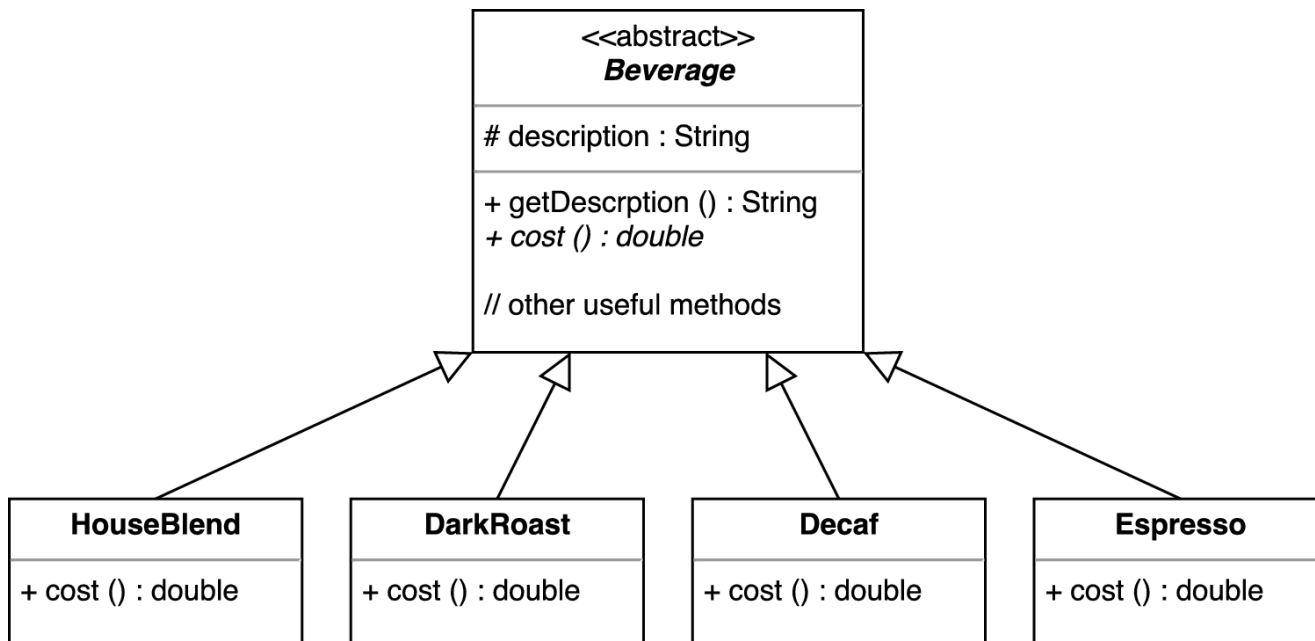 <<abstract>>
Beverage
# description : String
+ getDescrption () : String
+ cost () : double
// other useful methods
HouseBlend
+ cost () : double
DarkRoast
+ cost () : double
Decaf
+ cost () : double
Espresso
+ cost () : double